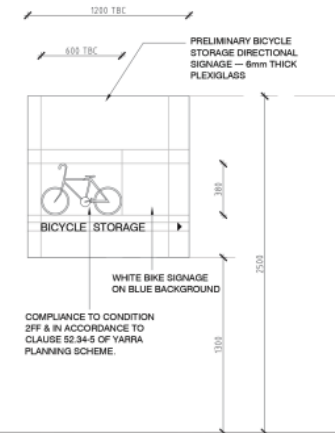 1200 TBC
600 TBC
PRELIMINARY BICYCLE
STORAGE DIRECTIONAL
SIGNAGE — 6mm THICK
PLEXIGLASS
380
BICYCLE STORAGE
2500
WHITE BIKE SIGNAGE
ON BLUE BACKGROUND
COMPLIANCE TO CONDITION
2FF & IN ACCORDANCE TO
CLAUSE 52.34-5 OF YARRA
PLANNING SCHEME.
1300